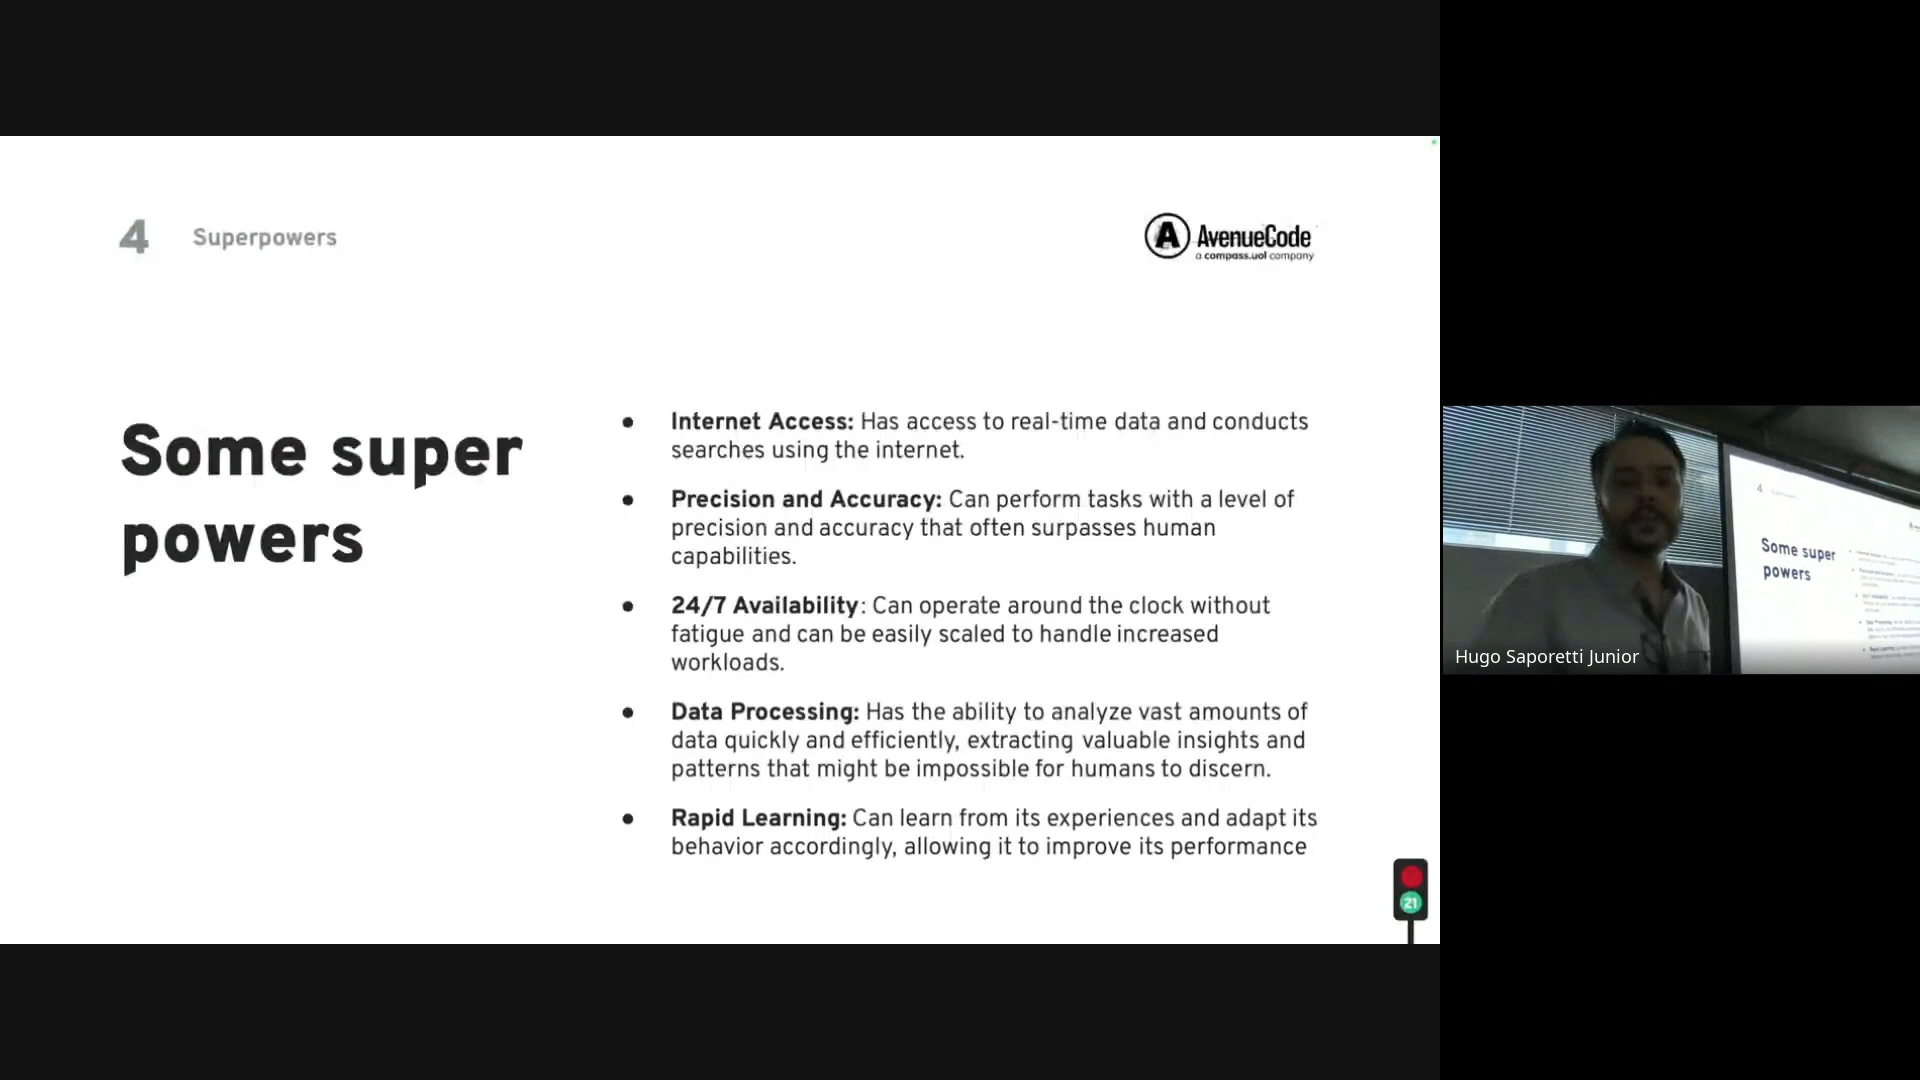 4 Superpowers
A AvenueCode
a compass.uol company
Some super
powers
● Internet Access: Has access to real-time data and conducts
searches using the internet.
● Precision and Accuracy: Can perform tasks with a level of
precision and accuracy that often surpasses human
capabilities.
● 24/7 Availability: Can operate around the clock without
fatigue and can be easily scaled to handle increased
workloads.
● Data Processing: Has the ability to analyze vast amounts of
data quickly and efficiently, extracting valuable insights and
patterns that might be impossible for humans to discern.
● Rapid Learning: Can learn from its experiences and adapt its
behavior accordingly, allowing it to improve its performance
21
4
Some super
powers
Hugo Saporetti Junior